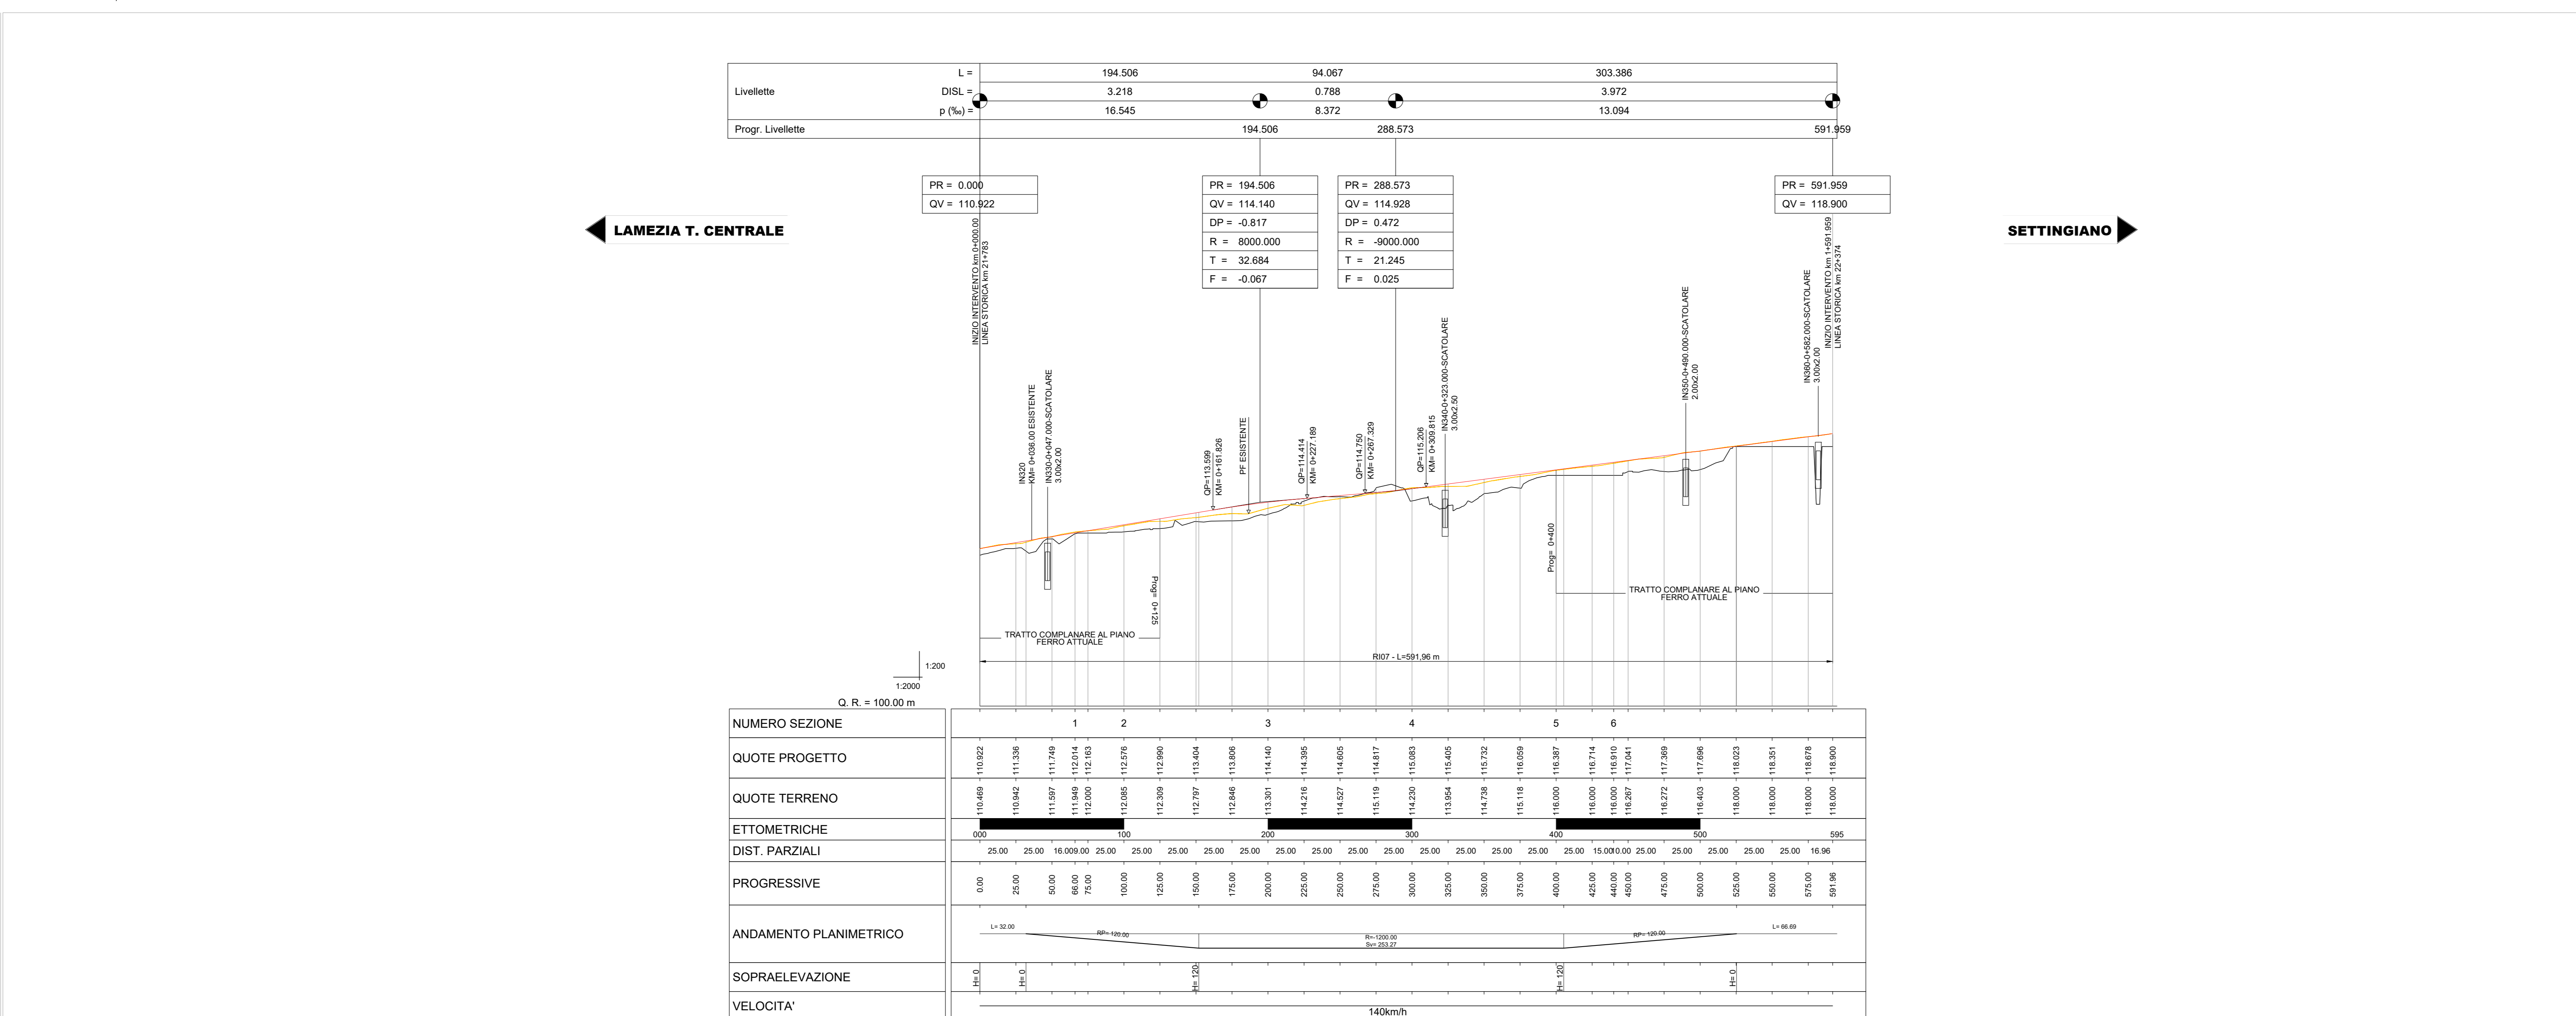 L = 194.506 94.067 303.386
Livellette DISL = 3.218 0.788 3.972
p (‰) = 16.545 8.372 13.094
Progr. Livellette 194.506 288.573 591.959
PR = 0.000
QV = 110.922
PR = 194.506
QV = 114.140
DP = -0.817
R = 8000.000
T = 32.684
F = -0.067
PR = 288.573
QV = 114.928
DP = 0.472
R = -9000.000
T = 21.245
F = 0.025
PR = 591.959
QV = 118.900
LAMEZIA T. CENTRALE
SETTINGIANO
INIZIO INTERVENTO km 0+000.00
LINEA STORICA km 21+783
IN320
KM= 0+036.00 ESISTENTE
IN330-0+047.000-SCATOLARE
3.00x2.00
QP=113.599
KM= 0+161.826
PF ESISTENTE
QP=114.414
KM= 0+227.189
QP=114.750
KM= 0+267.329
QP=115.206
KM= 0+309.815
IN340-0+323.000-SCATOLARE
3.00x2.50
IN350-0+490.000-SCATOLARE
2.00x2.00
IN360-0+582.000-SCATOLARE
3.00x2.00
INIZIO INTERVENTO km 1+591.959
LINEA STORICA km 22+374
Prog= 0+125
Prog= 0+400
TRATTO COMPLANARE AL PIANO
FERRO ATTUALE
TRATTO COMPLANARE AL PIANO
FERRO ATTUALE
RI07 - L=591,96 m
1:200
1:2000
Q. R. = 100.00 m
NUMERO SEZIONE 1 2 3 4 5 6
QUOTE PROGETTO 110.922 111.336 111.749 112.014 112.163 112.576 112.990 113.404 113.806 114.140 114.395 114.605 114.817 115.083 115.405 115.732 116.059 116.387 116.714 116.910 117.041 117.369 117.696 118.023 118.351 118.678 118.900
QUOTE TERRENO 110.469 110.942 111.597 111.949 112.000 112.085 112.309 112.797 112.846 113.301 114.216 114.527 115.119 114.230 113.954 114.738 115.118 116.000 116.000 116.000 116.267 116.272 116.403 118.000 118.000 118.000 118.000
ETTOMETRICHE 000 100 200 300 400 500 595
DIST. PARZIALI 25.00 25.00 16.00 9.00 25.00 25.00 25.00 25.00 25.00 25.00 25.00 25.00 25.00 25.00 25.00 25.00 25.00 25.00 15.00 10.00 25.00 25.00 25.00 25.00 25.00 16.96
PROGRESSIVE 0.00 25.00 50.00 66.00 75.00 100.00 125.00 150.00 175.00 200.00 225.00 250.00 275.00 300.00 325.00 350.00 375.00 400.00 425.00 440.00 450.00 475.00 500.00 525.00 550.00 575.00 591.96
ANDAMENTO PLANIMETRICO L= 32.00 RP= 120.00 R=-1200.00 RP= 120.00 L= 66.69
Sv= 253.27
SOPRAELEVAZIONE H= 0 H= 0 H= 120 H= 120 H= 0
VELOCITA'
140km/h